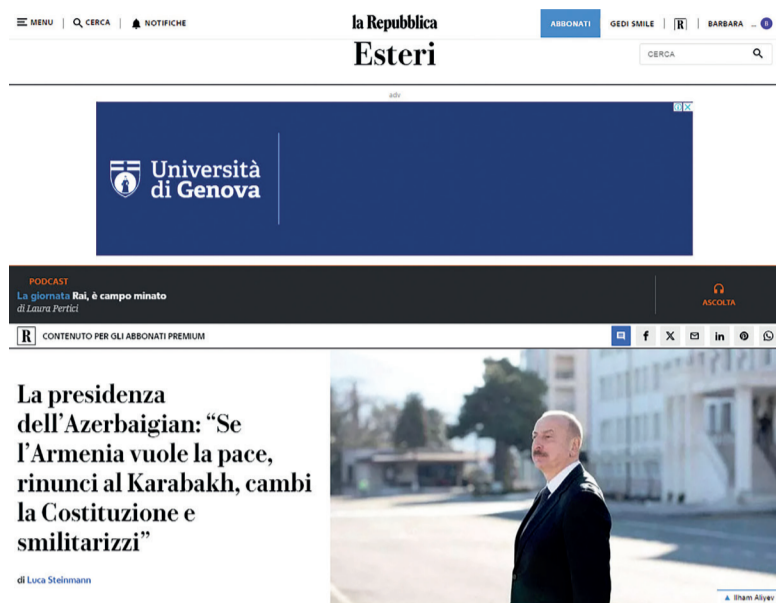 MENU CERCA NOTIFICHE la Repubblica ABBONATI GEDI SMILE R BARBARA ... B
Esteri
CERCA
adv
Università
di Genova
PODCAST
La giornata Rai, è campo minato
di Laura Pertici
ASCOLTA
R CONTENUTO PER GLI ABBONATI PREMIUM
La presidenza
dell'Azerbaigian: “Se
l'Armenia vuole la pace,
rinunci al Karabakh, cambi
la Costituzione e
smilitarizzi”
di Luca Steinmann
Ilham Aliyev